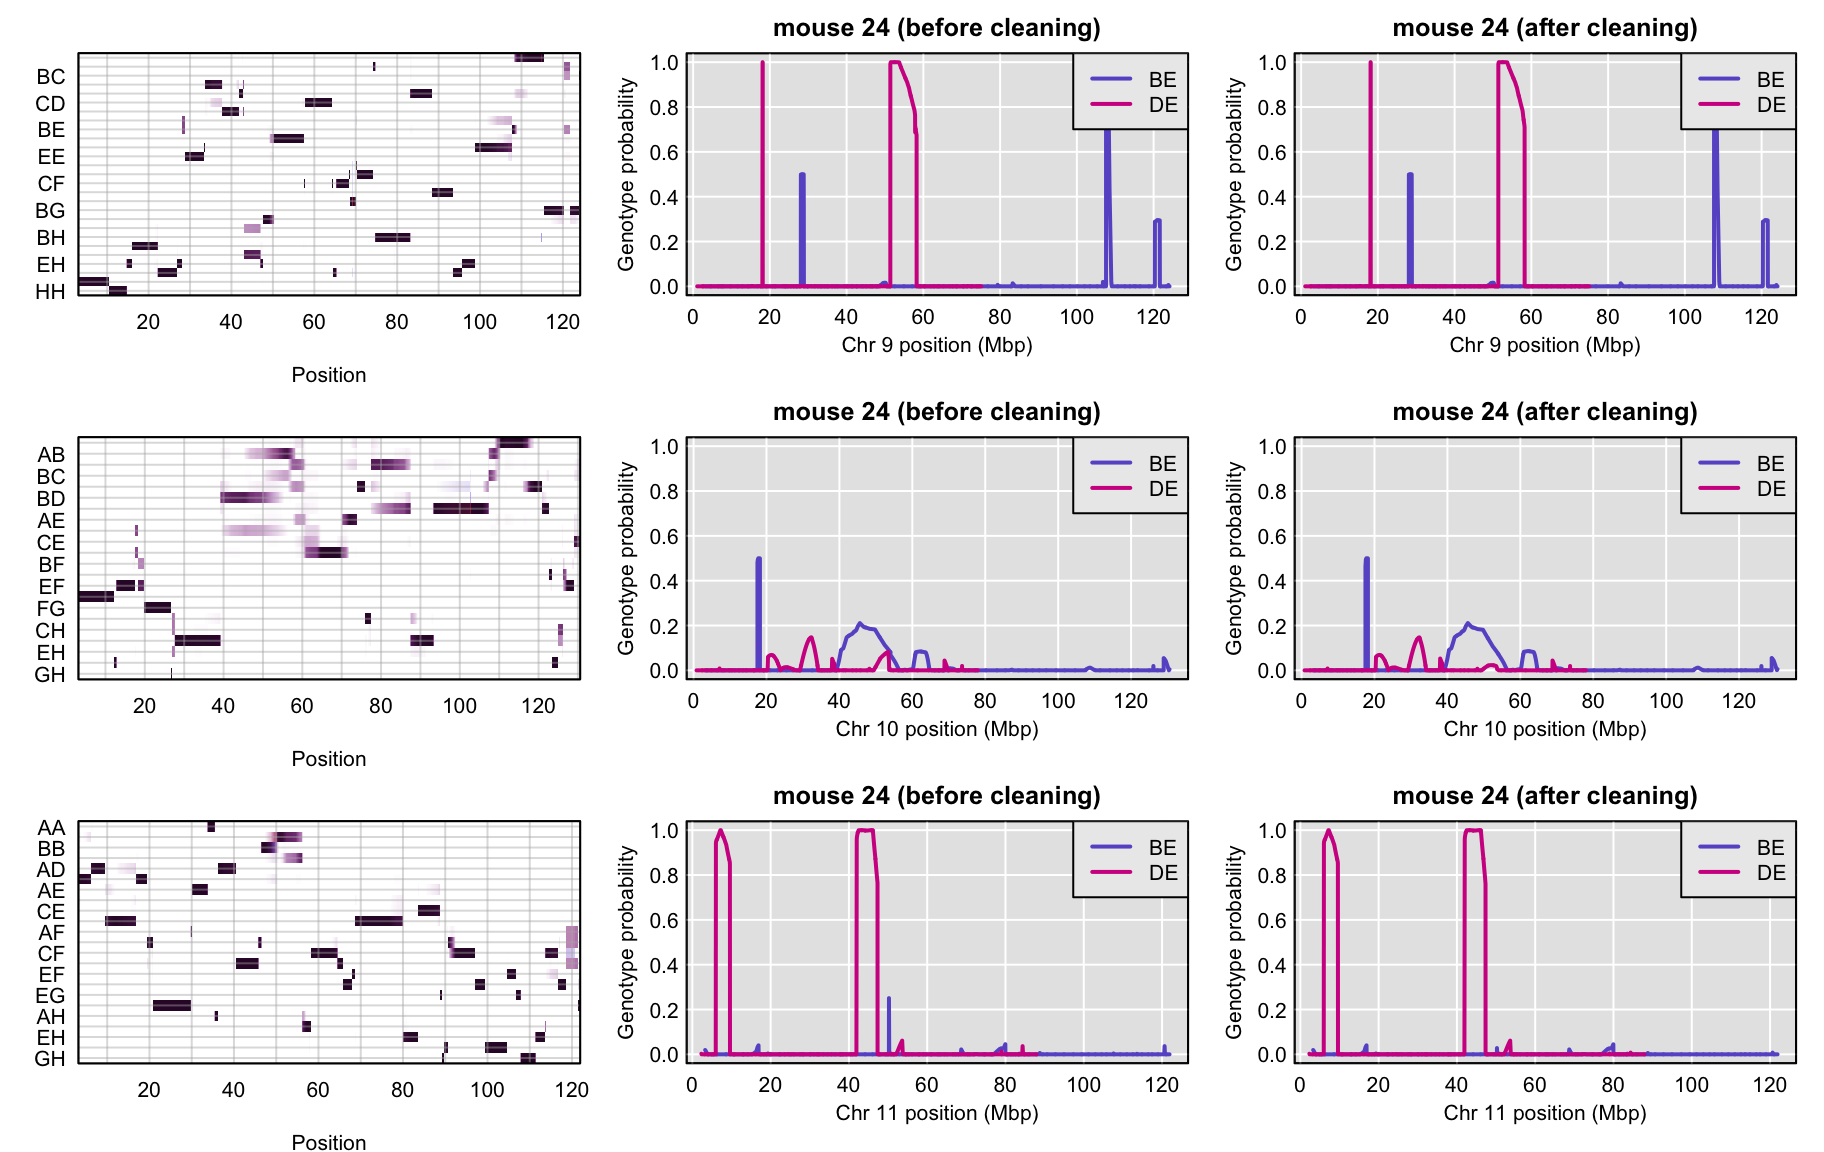 BC
CD
BE
EE
CF
BG
BH
EH
HH
20 40 60 80 100 120
Position
mouse 24 (before cleaning)
Genotype probability
1.0
0.8
0.6
0.4
0.2
0.0
BE
DE
0 20 40 60 80 100 120
Chr 9 position (Mbp)
mouse 24 (after cleaning)
Genotype probability
1.0
0.8
0.6
0.4
0.2
0.0
BE
DE
0 20 40 60 80 100 120
Chr 9 position (Mbp)
AB
BC
BD
AE
CE
BF
EF
FG
CH
EH
GH
20 40 60 80 100 120
Position
mouse 24 (before cleaning)
Genotype probability
1.0
0.8
0.6
0.4
0.2
0.0
BE
DE
0 20 40 60 80 100 120
Chr 10 position (Mbp)
mouse 24 (after cleaning)
Genotype probability
1.0
0.8
0.6
0.4
0.2
0.0
BE
DE
0 20 40 60 80 100 120
Chr 10 position (Mbp)
AA
BB
AD
AE
CE
AF
CF
EF
EG
AH
EH
GH
20 40 60 80 100 120
Position
mouse 24 (before cleaning)
Genotype probability
1.0
0.8
0.6
0.4
0.2
0.0
BE
DE
0 20 40 60 80 100 120
Chr 11 position (Mbp)
mouse 24 (after cleaning)
Genotype probability
1.0
0.8
0.6
0.4
0.2
0.0
BE
DE
0 20 40 60 80 100 120
Chr 11 position (Mbp)